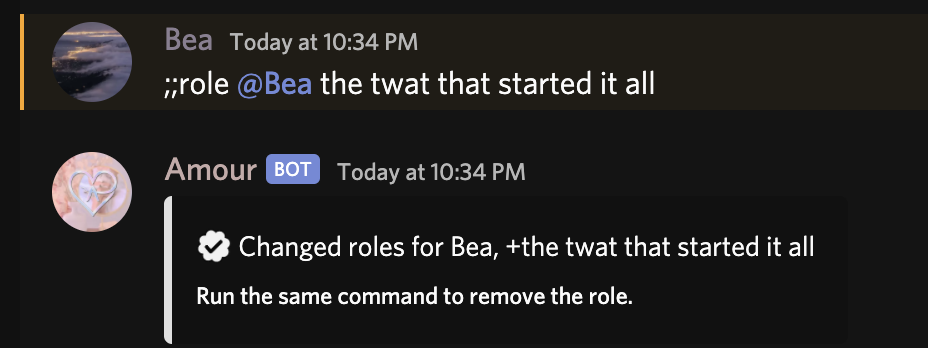 Bea Today at 10:34 PM
;;role @Bea the twat that started it all
Amour BOT Today at 10:34 PM
Changed roles for Bea, +the twat that started it all
Run the same command to remove the role.